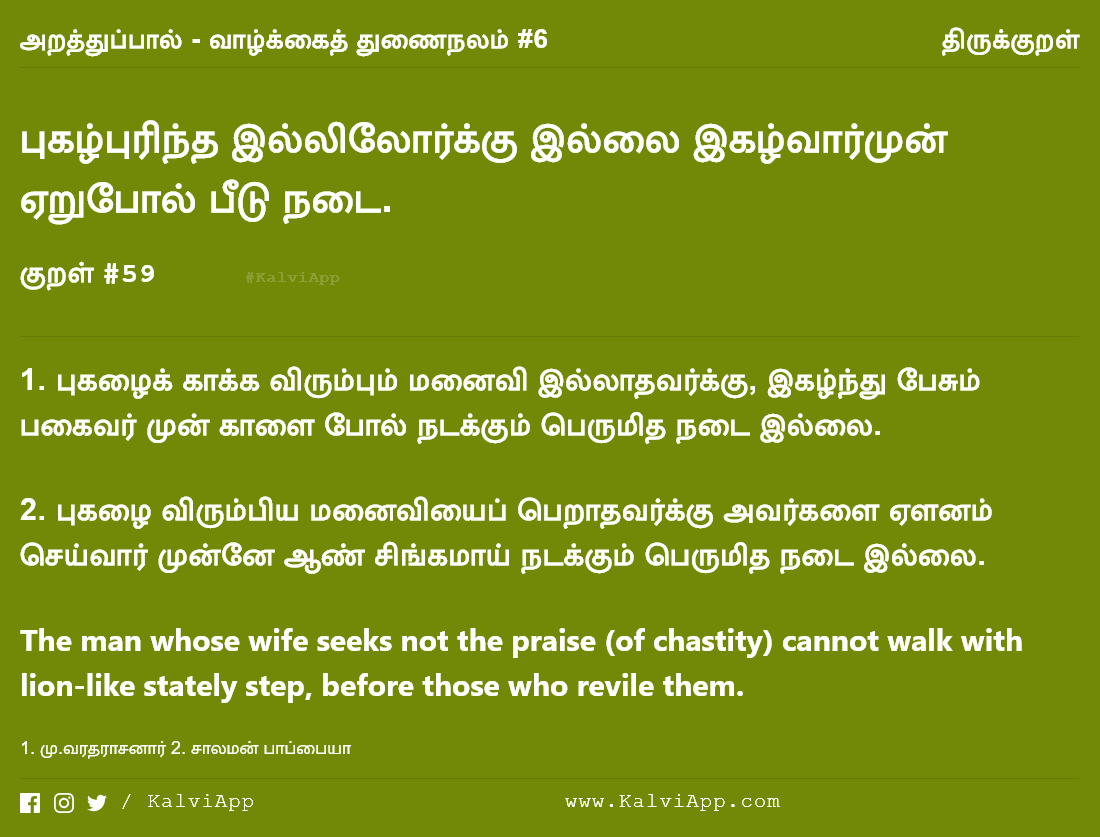 அறத்துப்பால் - வாழ்க்கைத் துணைநலம் #6
திருக்குறள்
புகழ்புரிந்த இல்லிலோர்க்கு இல்லை இகழ்வார்முன்
ஏறுபோல் பீடு நடை.
குறள் #59
#KalviApp
1. புகழைக் காக்க விரும்பும் மனைவி இல்லாதவர்க்கு, இகழ்ந்து பேசும்
பகைவர் முன் காளை போல் நடக்கும் பெருமித நடை இல்லை.
2. புகழை விரும்பிய மனைவியைப் பெறாதவர்க்கு அவர்களை ஏளனம்
செய்வார் முன்னே ஆண் சிங்கமாய் நடக்கும் பெருமித நடை இல்லை.
The man whose wife seeks not the praise (of chastity) cannot walk with
lion-like stately step, before those who revile them.
1. மு.வரதராசனார் 2. சாலமன் பாப்பையா
/ KalviApp
www.KalviApp.com